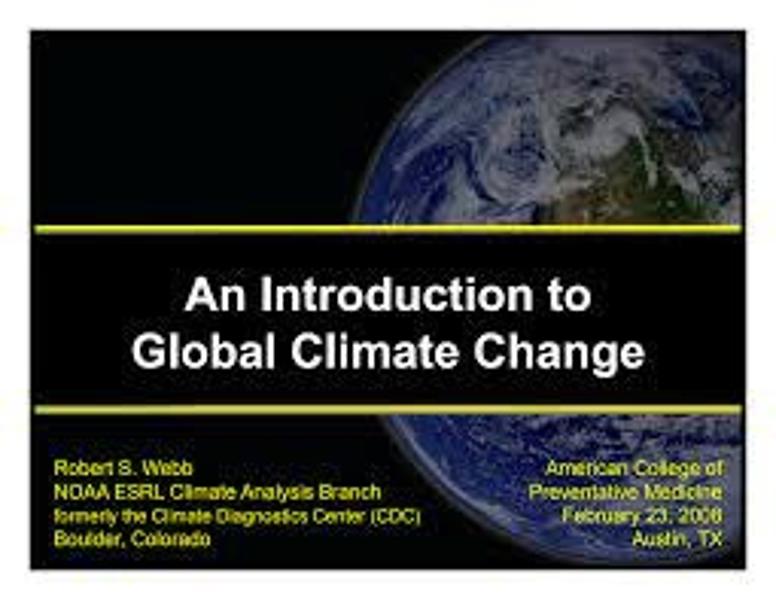 An Introduction to
Global Climate Change
Robert S. Webb
NOAA ESRL Climate Analysis Branch
formerly the Climate Diagnostics Center (CDC)
Boulder, Colorado
American College of
Preventative Medicine
February 23, 2008
Austin, TX